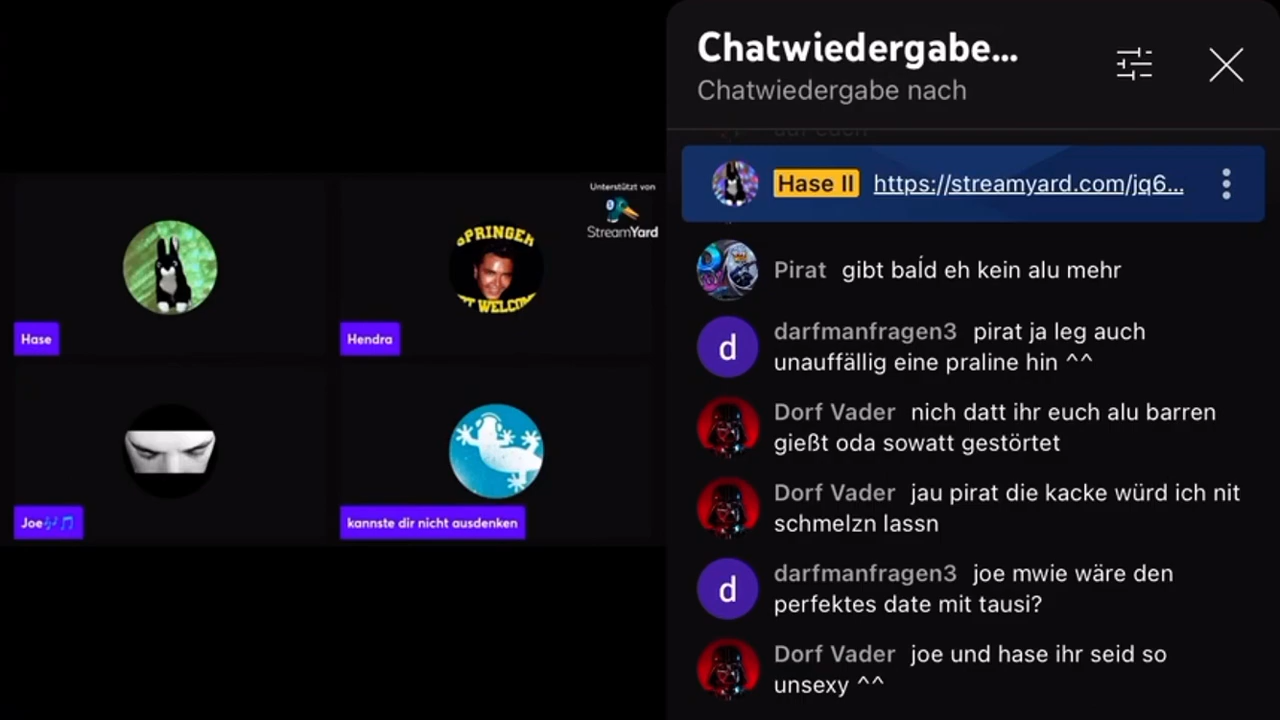 Chatwiedergabe...
Chatwiedergabe nach
auf euch
Hase II https://streamyard.com/jq6...
Pirat gibt bald eh kein alu mehr
darfmanfragen3 pirat ja leg auch
unauffällig eine praline hin ^^
Dorf Vader nich datt ihr euch alu barren
gießt oda sowatt gestörtet
Dorf Vader jau pirat die kacke würd ich nit
schmelzn lassn
darfmanfragen3 joe mwie wäre den
perfektes date mit tausi?
Dorf Vader joe und hase ihr seid so
unsexy ^^
Unterstützt von
StreamYard
Hase
SPRINGER
WELCOME
Hendra
Joe🎶🎵
kannste dir nicht ausdenken
d
d